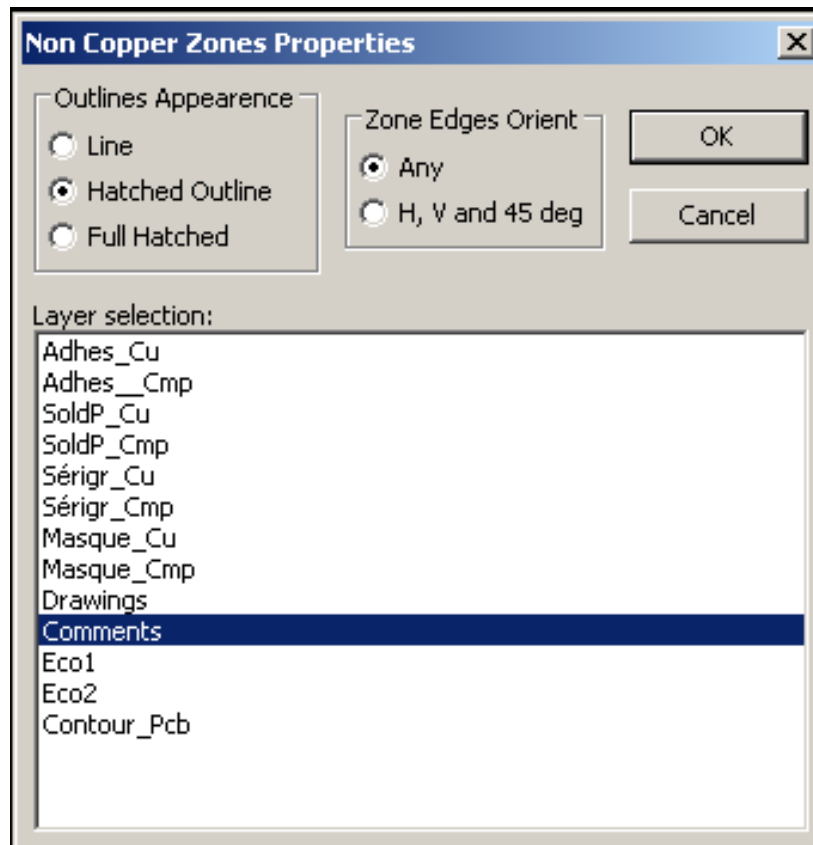 Non Copper Zones Properties
Outlines Appearence
Line
Hatched Outline
Full Hatched
Zone Edges Orient
Any
H, V and 45 deg
OK
Cancel
Layer selection:
Adhes_Cu
Adhes__Cmp
SoldP_Cu
SoldP_Cmp
Sérigr_Cu
Sérigr_Cmp
Masque_Cu
Masque_Cmp
Drawings
Comments
Eco1
Eco2
Contour_Pcb